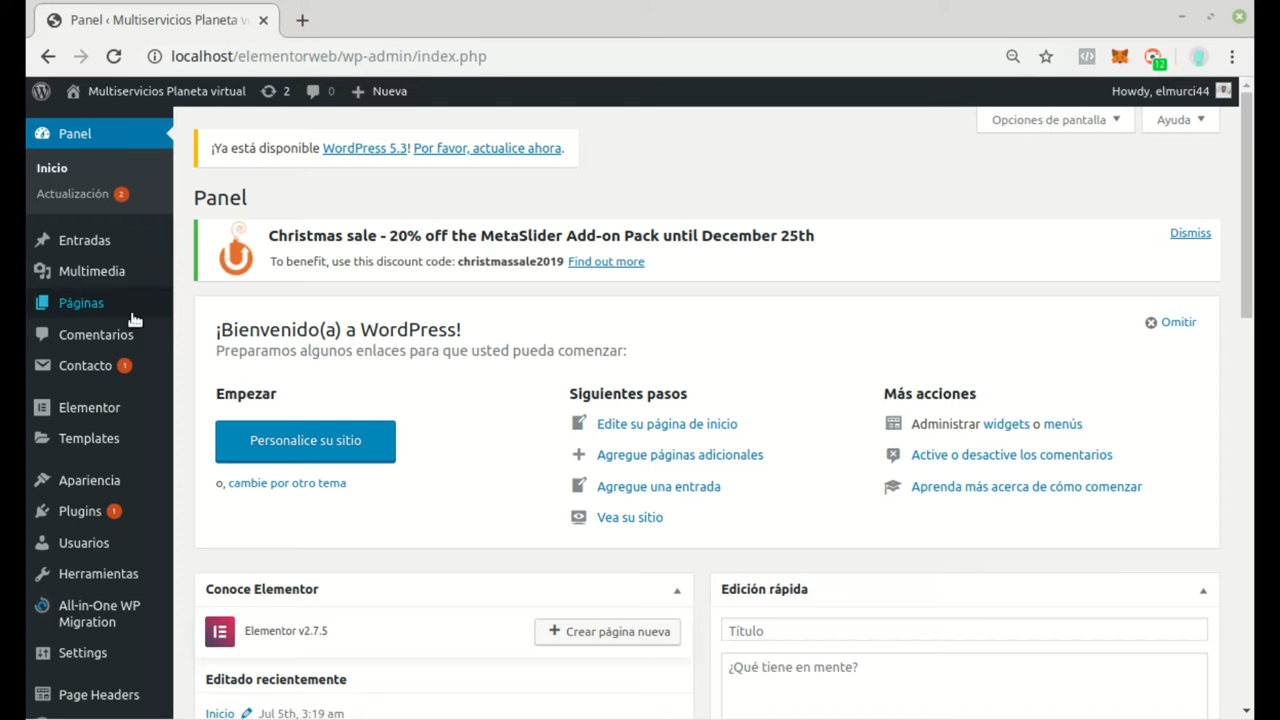 Panel ‹ Multiservicios Planeta v
localhost/elementorweb/wp-admin/index.php
12
Multiservicios Planeta virtual 2 0 Nueva Howdy, elmurci44
Panel
Inicio
Actualización 2
Entradas
Multimedia
Páginas
Comentarios
Contacto 1
Elementor
Templates
Apariencia
Plugins 1
Usuarios
Herramientas
All-in-One WP
Migration
Settings
Page Headers
Opciones de pantalla Ayuda
¡Ya está disponible WordPress 5.3! Por favor, actualice ahora.
Panel
Christmas sale - 20% off the MetaSlider Add-on Pack until December 25th Dismiss
To benefit, use this discount code: christmassale2019 Find out more
¡Bienvenido(a) a WordPress! Omitir
Preparamos algunos enlaces para que usted pueda comenzar:
Empezar
Personalice su sitio
o, cambie por otro tema
Siguientes pasos
Edite su página de inicio
Agregue páginas adicionales
Agregue una entrada
Vea su sitio
Más acciones
Administrar widgets o menús
Active o desactive los comentarios
Aprenda más acerca de cómo comenzar
Conoce Elementor
Elementor v2.7.5 + Crear página nueva
Editado recientemente
Inicio Jul 5th, 3:19 am
Edición rápida
Título
¿Qué tiene en mente?